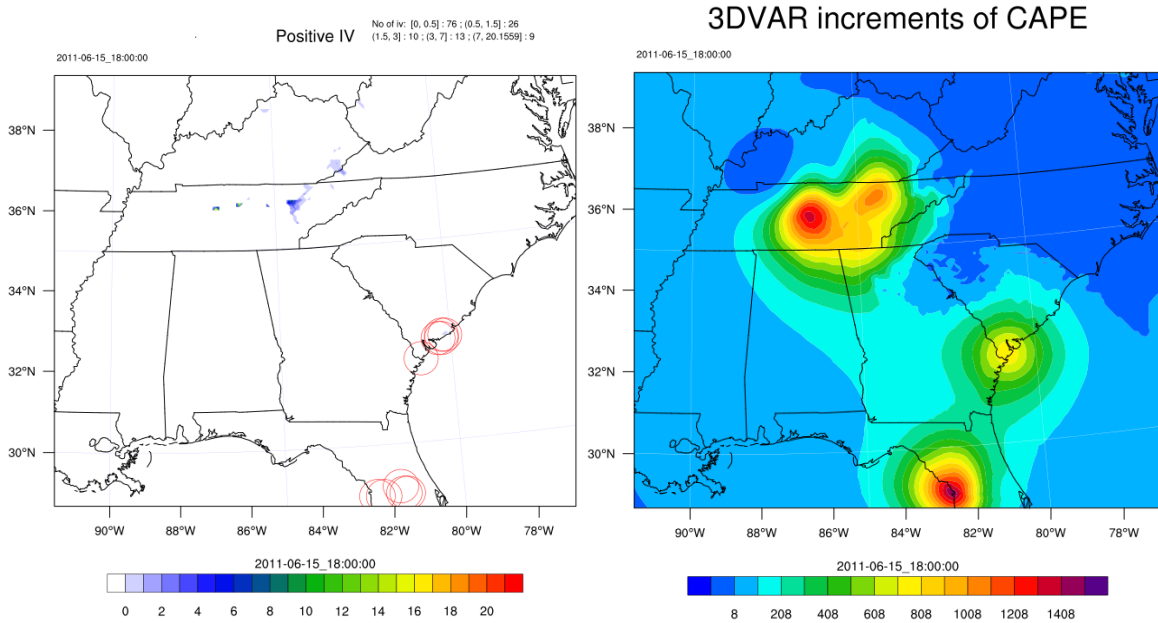 Positive IV
No of iv: [0, 0.5] : 76 ; (0.5, 1.5] : 26
(1.5, 3] : 10 ; (3, 7] : 13 ; (7, 20.1559] : 9
2011-06-15_18:00:00
38°N
36°N
34°N
32°N
30°N
90°W 88°W 86°W 84°W 82°W 80°W 78°W
2011-06-15_18:00:00
0 2 4 6 8 10 12 14 16 18 20
3DVAR increments of CAPE
2011-06-15_18:00:00
38°N
36°N
34°N
32°N
30°N
90°W 88°W 86°W 84°W 82°W 80°W 78°W
2011-06-15_18:00:00
8 208 408 608 808 1008 1208 1408